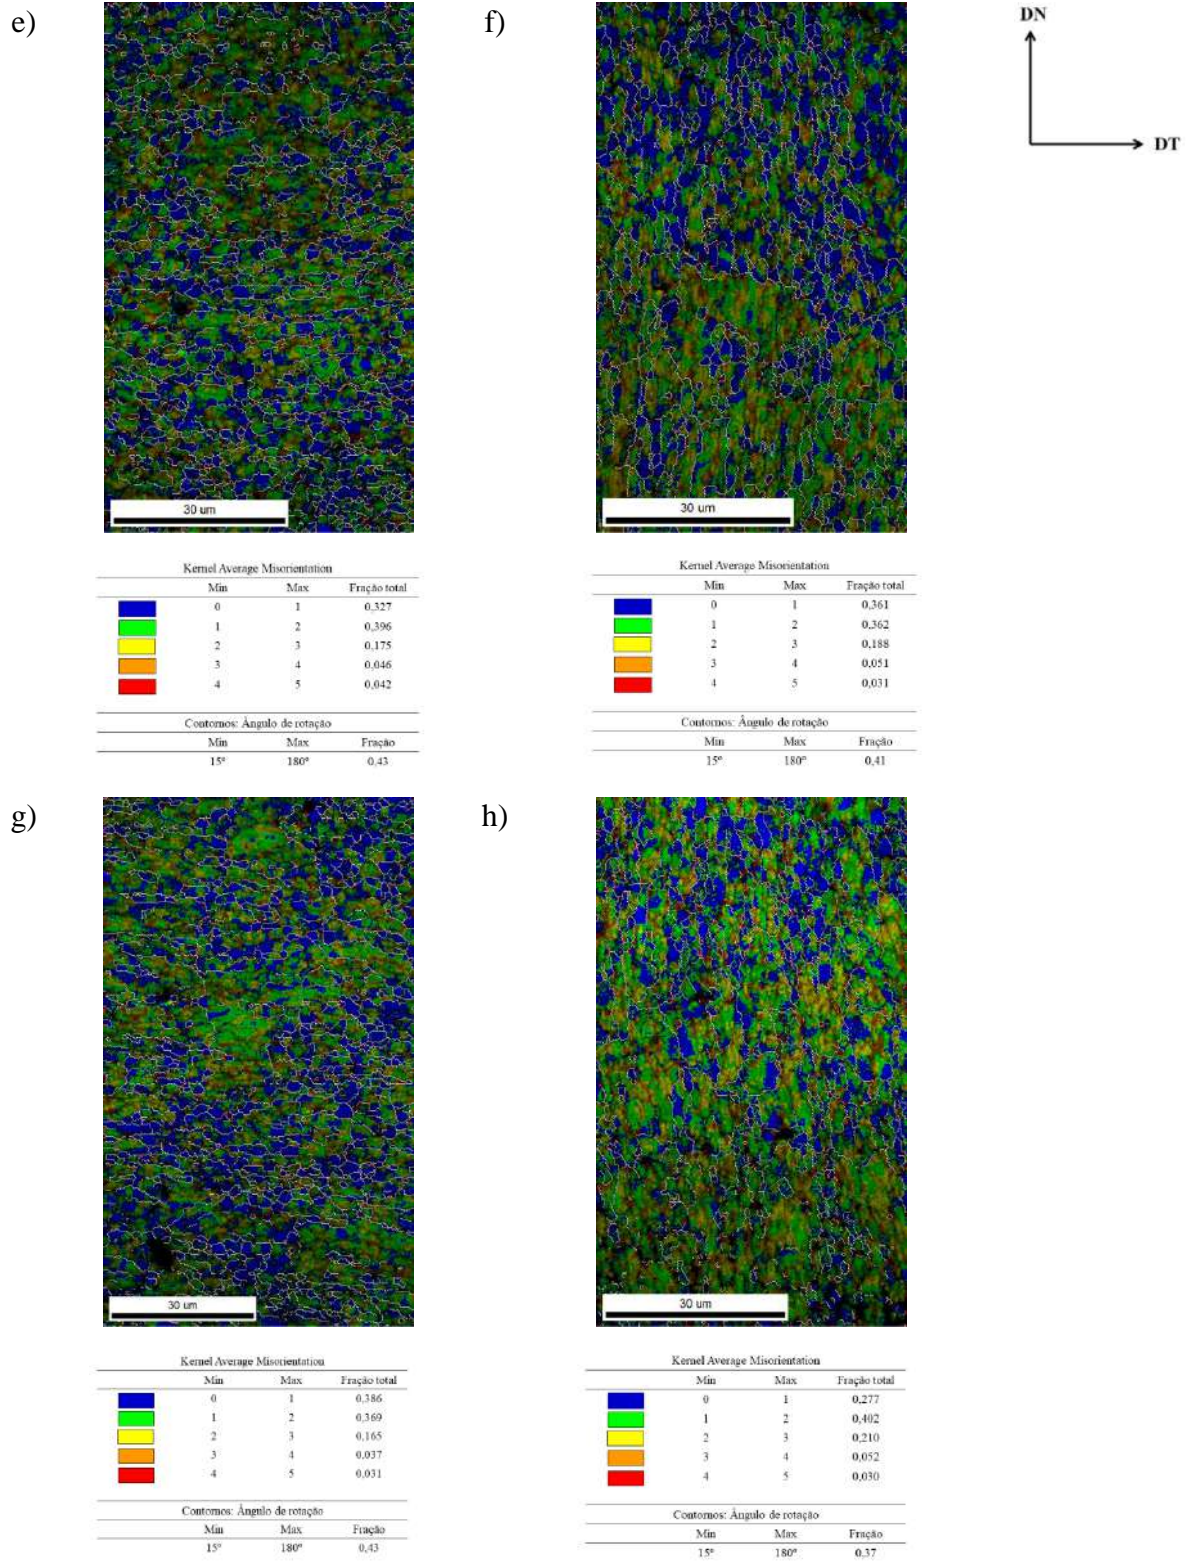 e)
f)
DN
DT
30 um
30 um
Kernel Average Misorientation
Min Max Fração total
0 1 0,327
1 2 0,396
2 3 0,175
3 4 0,046
4 5 0,042
Contornos: Ângulo de rotação
Min Max Fração
15º 180º 0,43
Kernel Average Misorientation
Min Max Fração total
0 1 0,361
1 2 0,362
2 3 0,188
3 4 0,051
4 5 0,031
Contornos: Ângulo de rotação
Min Max Fração
15º 180º 0,41
g)
h)
30 um
30 um
Kernel Average Misorientation
Min Max Fração total
0 1 0,386
1 2 0,369
2 3 0,165
3 4 0,037
4 5 0,031
Contornos: Ângulo de rotação
Min Max Fração
15º 180º 0,43
Kernel Average Misorientation
Min Max Fração total
0 1 0,277
1 2 0,402
2 3 0,210
3 4 0,052
4 5 0,030
Contornos: Ângulo de rotação
Min Max Fração
15º 180º 0,37